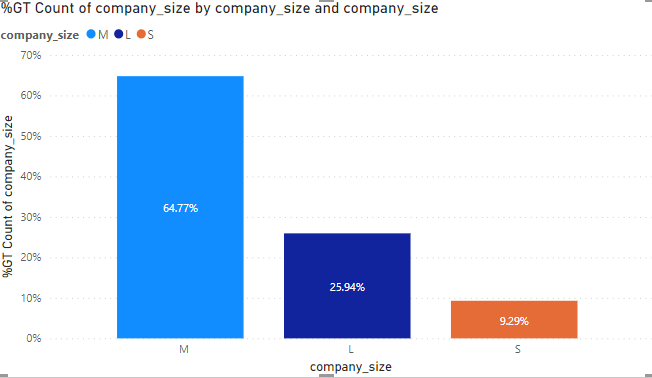 %GT Count of company_size by company_size and company_size
company_size M L S
70%
60%
50%
40%
30%
20%
10%
0%
%GT Count of company_size
64.77%
25.94%
9.29%
M L S
company_size